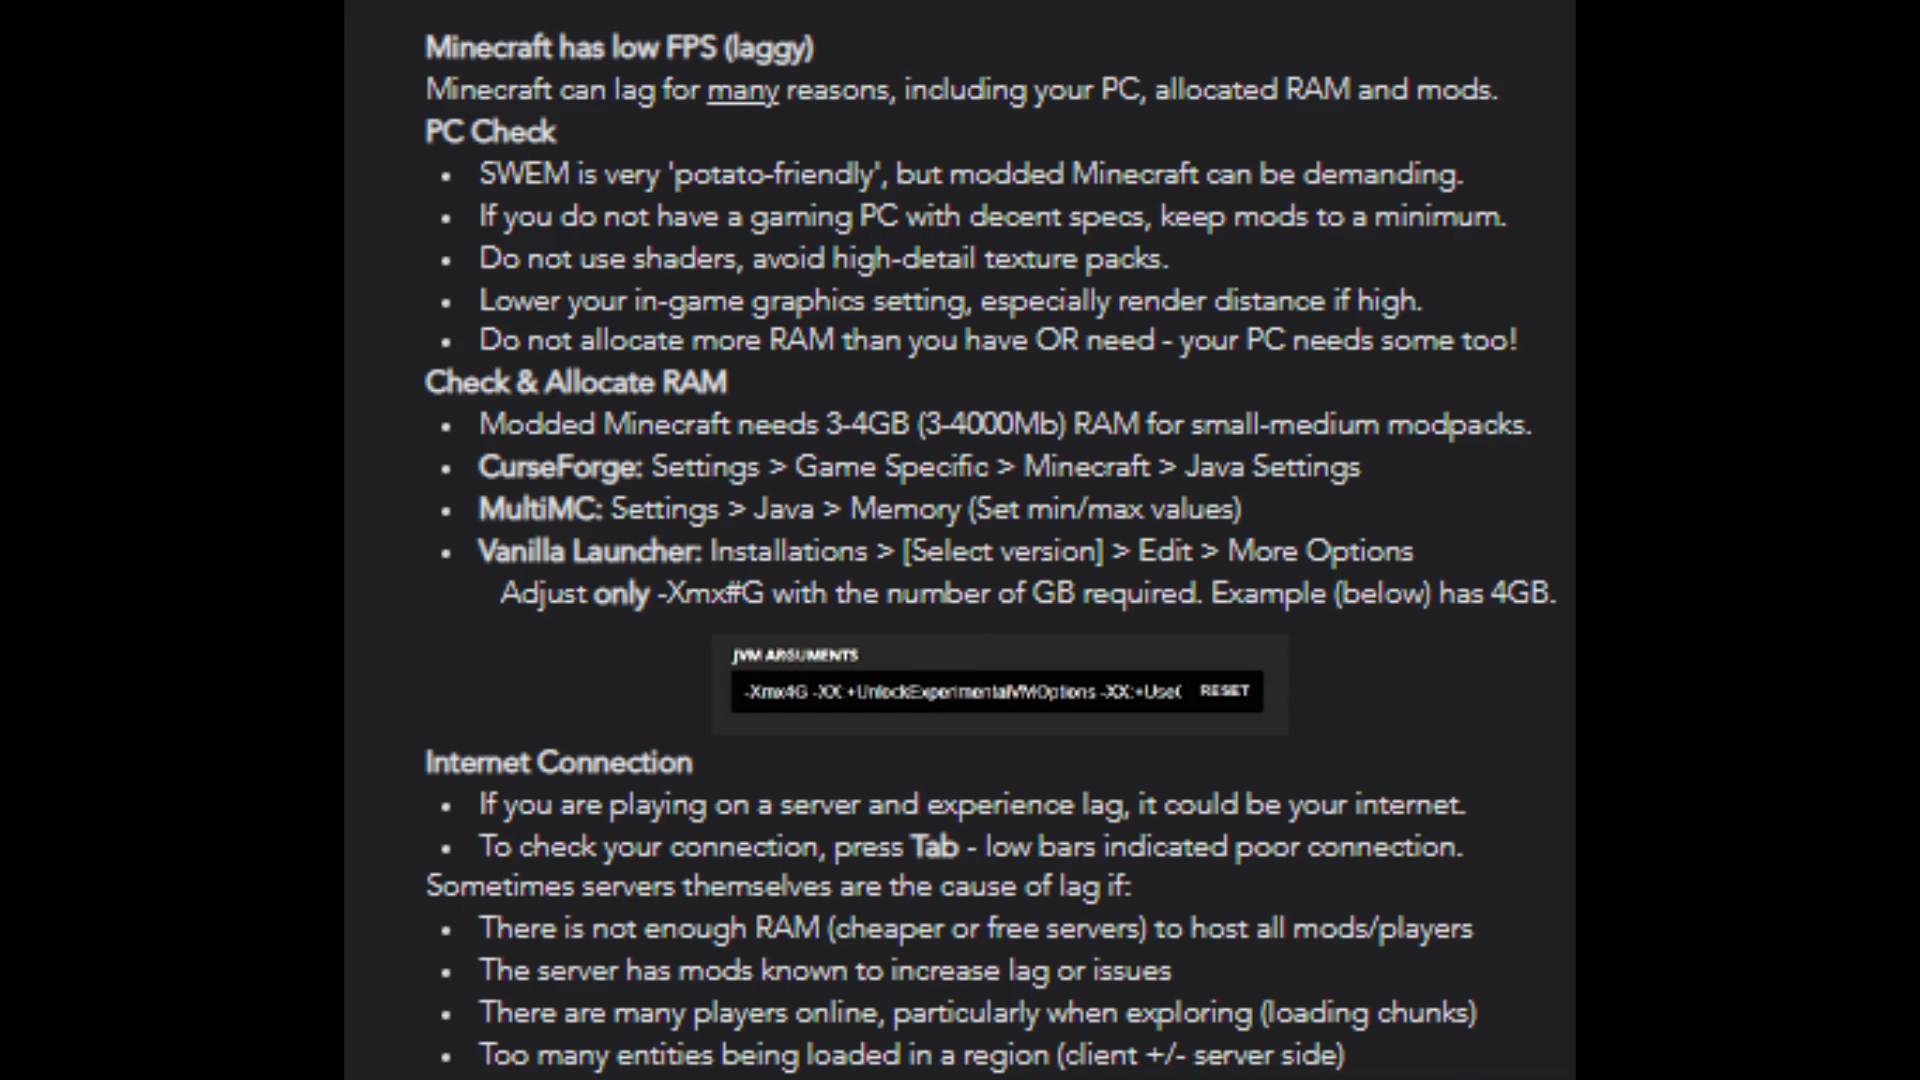 Minecraft has low FPS (laggy)
Minecraft can lag for many reasons, including your PC, allocated RAM and mods.
PC Check
• SWEM is very 'potato-friendly', but modded Minecraft can be demanding.
• If you do not have a gaming PC with decent specs, keep mods to a minimum.
• Do not use shaders, avoid high-detail texture packs.
• Lower your in-game graphics setting, especially render distance if high.
• Do not allocate more RAM than you have OR need - your PC needs some too!
Check & Allocate RAM
• Modded Minecraft needs 3-4GB (3-4000Mb) RAM for small-medium modpacks.
• CurseForge: Settings > Game Specific > Minecraft > Java Settings
• MultiMC: Settings > Java > Memory (Set min/max values)
• Vanilla Launcher: Installations > [Select version] > Edit > More Options
Adjust only -Xmx#G with the number of GB required. Example (below) has 4GB.
JVM ARGUMENTS
-Xmx4G -XX:+UnlockExperimentalVMOptions -XX:+Use RESET
Internet Connection
• If you are playing on a server and experience lag, it could be your internet.
• To check your connection, press Tab - low bars indicated poor connection.
Sometimes servers themselves are the cause of lag if:
• There is not enough RAM (cheaper or free servers) to host all mods/players
• The server has mods known to increase lag or issues
• There are many players online, particularly when exploring (loading chunks)
• Too many entities being loaded in a region (client +/- server side)